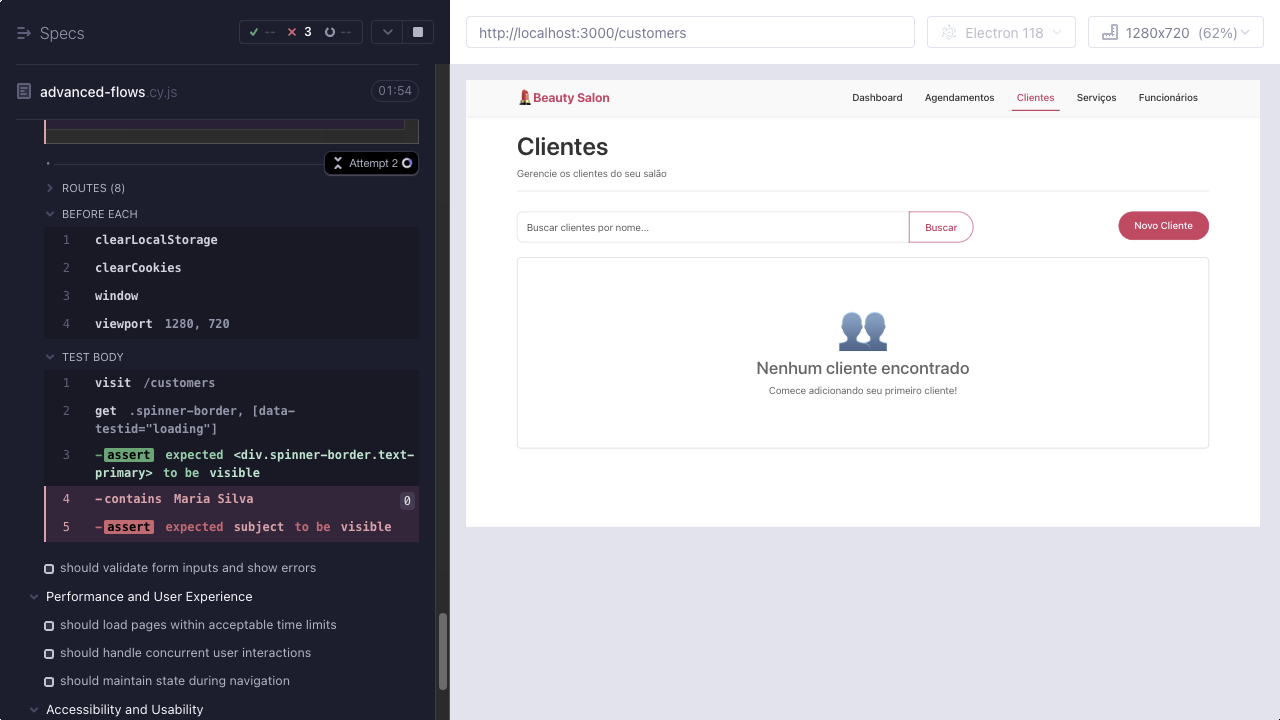 Specs
-- 3 --
http://localhost:3000/customers
Electron 118
1280x720 (62%)
advanced-flows.cy.js
01:54
Attempt 2
ROUTES (8)
BEFORE EACH
1 clearLocalStorage
2 clearCookies
3 window
4 viewport 1280, 720
TEST BODY
1 visit /customers
2 get .spinner-border, [data-
testid="loading"]
3 -assert expected <div.spinner-border.text-
primary> to be visible
4 -contains Maria Silva 0
5 -assert expected subject to be visible
should validate form inputs and show errors
Performance and User Experience
should load pages within acceptable time limits
should handle concurrent user interactions
should maintain state during navigation
Accessibility and Usability
Beauty Salon
Dashboard Agendamentos Clientes Serviços Funcionários
Clientes
Gerencie os clientes do seu salão
Buscar clientes por nome...
Buscar
Novo Cliente
Nenhum cliente encontrado
Comece adicionando seu primeiro cliente!